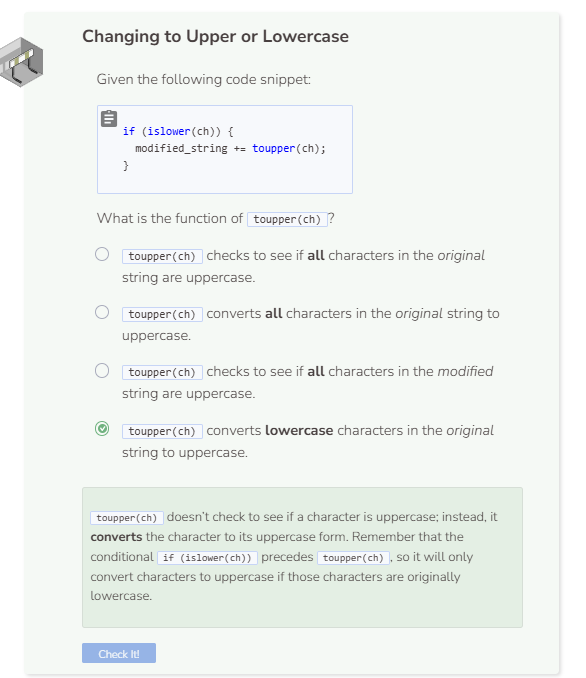 Changing to Upper or Lowercase
Given the following code snippet:
if (islower(ch)) {
modified_string += toupper(ch);
}
What is the function of toupper(ch) ?
toupper(ch) checks to see if all characters in the original
string are uppercase.
toupper(ch) converts all characters in the original string to
uppercase.
toupper(ch) checks to see if all characters in the modified
string are uppercase.
toupper(ch) converts lowercase characters in the original
string to uppercase.
toupper(ch) doesn't check to see if a character is uppercase; instead, it
converts the character to its uppercase form. Remember that the
conditional if (islower(ch)) precedes toupper(ch) , so it will only
convert characters to uppercase if those characters are originally
lowercase.
Check It!